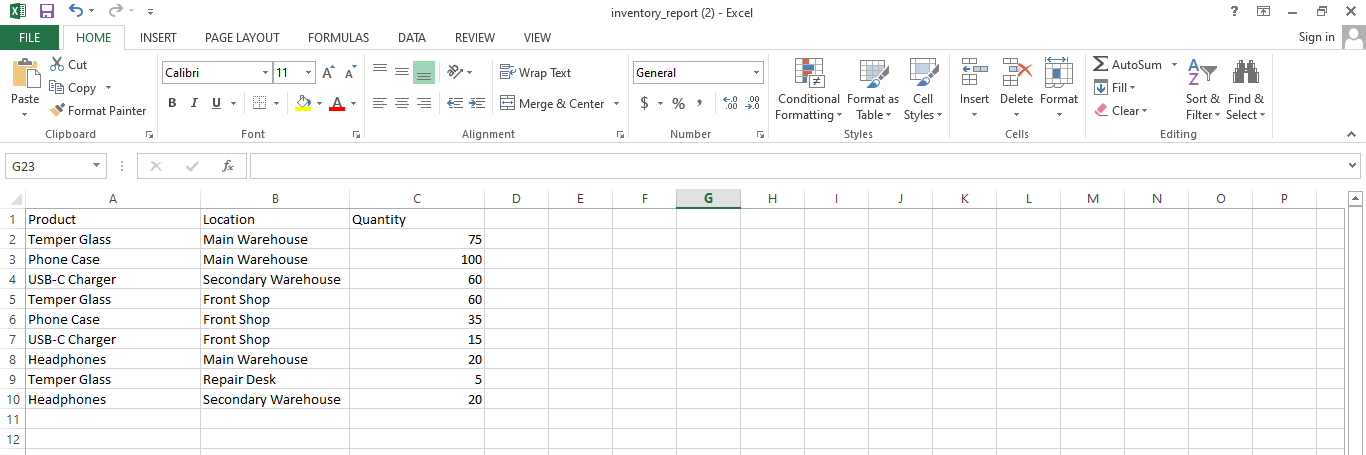 inventory_report (2) - Excel
?
FILE HOME INSERT PAGE LAYOUT FORMULAS DATA REVIEW VIEW Sign in
Paste
Cut
Copy
Format Painter
Clipboard
Calibri 11 A A
B I U A
Font
Wrap Text
Merge & Center
Alignment
General
$ % , .00 .0
Number
Conditional Formatting
Format as Table
Cell Styles
Styles
Insert Delete Format
Cells
AutoSum
Fill
Clear
Sort & Filter
Find & Select
Editing
G23 fx
A B C D E F G H I J K L M N O P
1 Product Location Quantity
2 Temper Glass Main Warehouse 75
3 Phone Case Main Warehouse 100
4 USB-C Charger Secondary Warehouse 60
5 Temper Glass Front Shop 60
6 Phone Case Front Shop 35
7 USB-C Charger Front Shop 15
8 Headphones Main Warehouse 20
9 Temper Glass Repair Desk 5
10 Headphones Secondary Warehouse 20
11
12